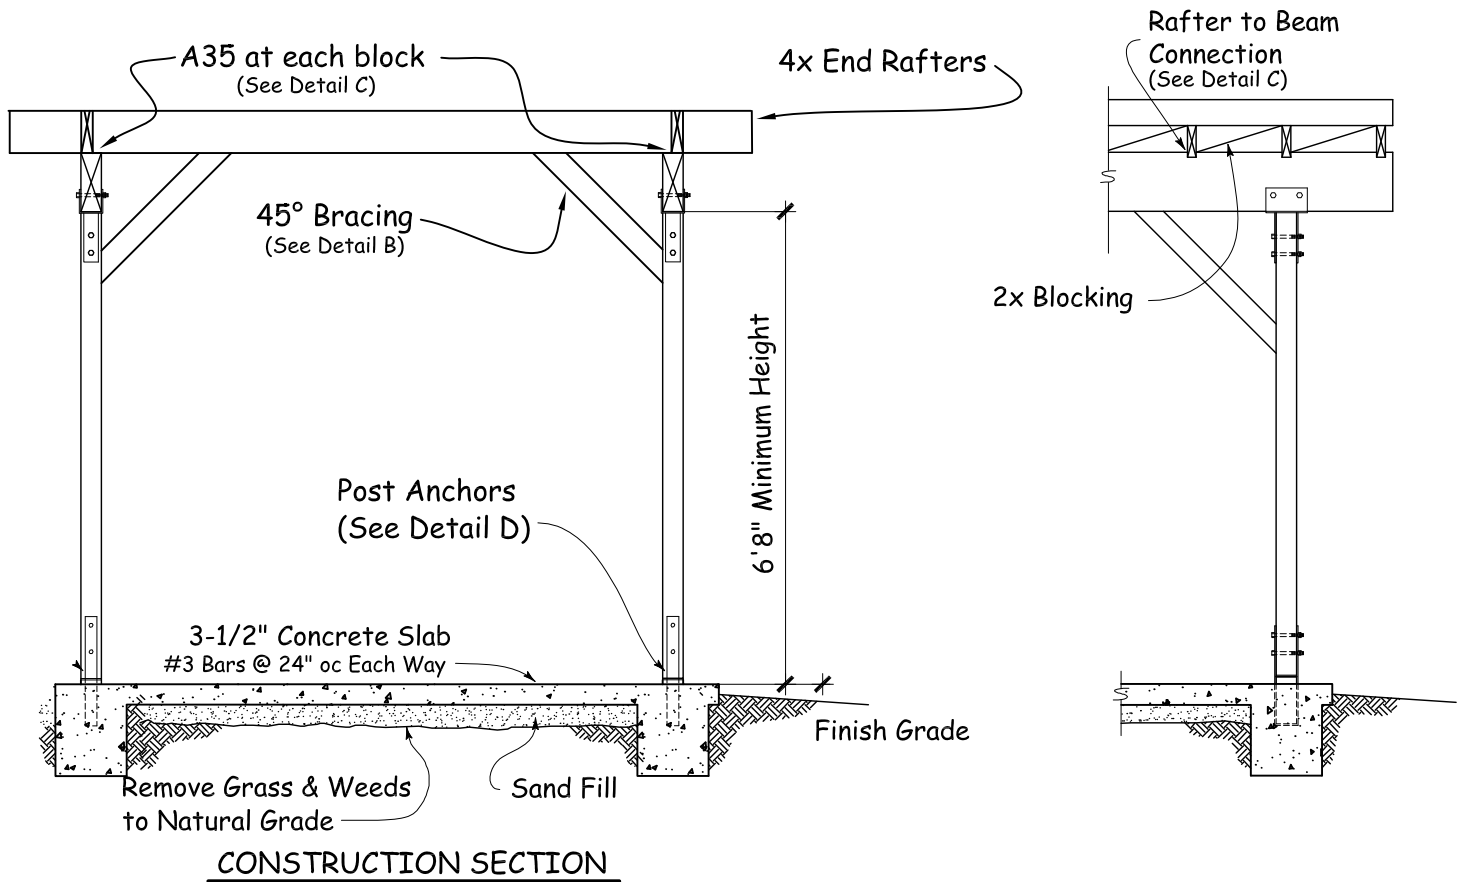 A35 at each block
(See Detail C)
4x End Rafters
Rafter to Beam
Connection
(See Detail C)
45° Bracing
(See Detail B)
2x Blocking
6'8" Minimum Height
Post Anchors
(See Detail D)
3-1/2" Concrete Slab
#3 Bars @ 24" oc Each Way
Finish Grade
Remove Grass & Weeds
to Natural Grade
Sand Fill
CONSTRUCTION SECTION